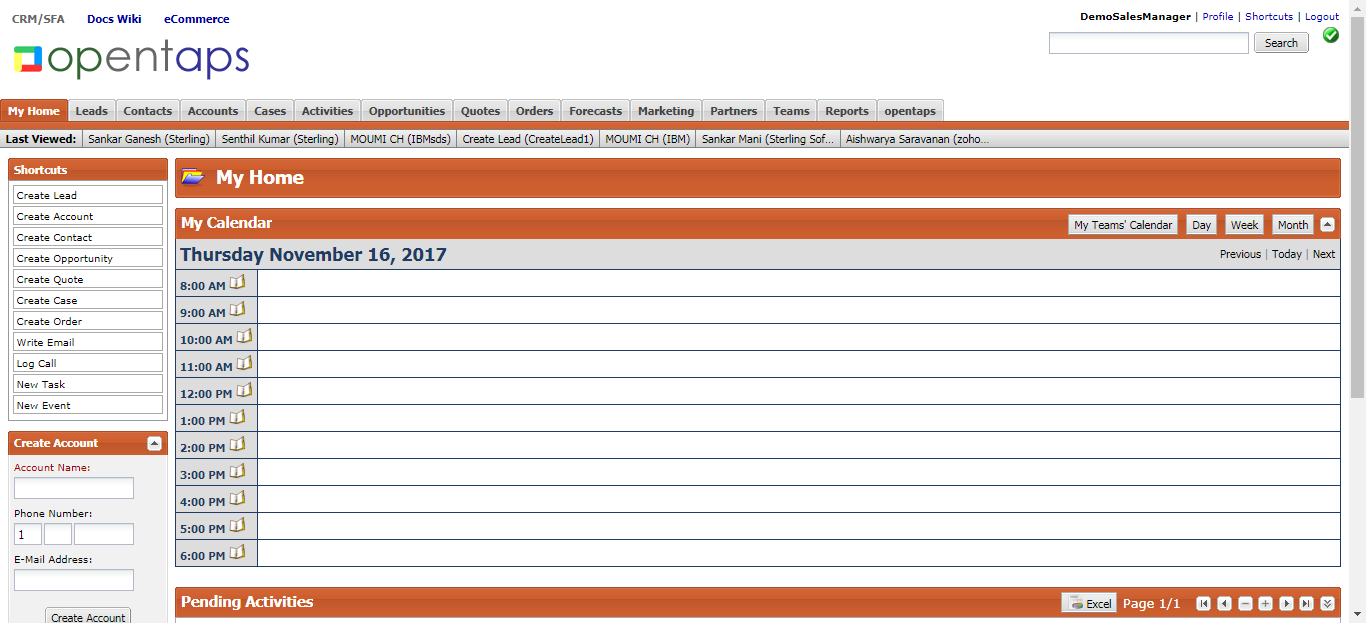 CRM/SFA Docs Wiki eCommerce
DemoSalesManager | Profile | Shortcuts | Logout
opentaps
Search
My Home Leads Contacts Accounts Cases Activities Opportunities Quotes Orders Forecasts Marketing Partners Teams Reports opentaps
Last Viewed: Sankar Ganesh (Sterling) Senthil Kumar (Sterling) MOUMI CH (IBMsds) Create Lead (CreateLead1) MOUMI CH (IBM) Sankar Mani (Sterling Sof... Aishwarya Saravanan (zoho...
Shortcuts
Create Lead
Create Account
Create Contact
Create Opportunity
Create Quote
Create Case
Create Order
Write Email
Log Call
New Task
New Event
Create Account
Account Name:
Phone Number:
1
E-Mail Address:
Create Account
My Home
My Calendar My Teams' Calendar Day Week Month
Thursday November 16, 2017 Previous | Today | Next
8:00 AM
9:00 AM
10:00 AM
11:00 AM
12:00 PM
1:00 PM
2:00 PM
3:00 PM
4:00 PM
5:00 PM
6:00 PM
Pending Activities Excel Page 1/1